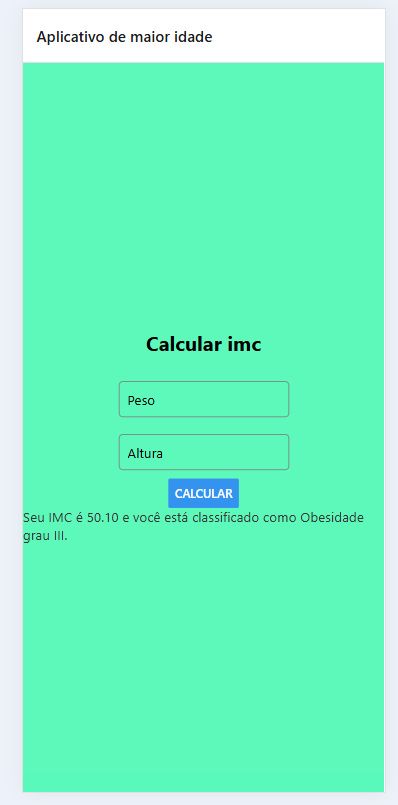 Aplicativo de maior idade
Calcular imc
Peso
Altura
CALCULAR
Seu IMC é 50.10 e você está classificado como Obesidade
grau III.